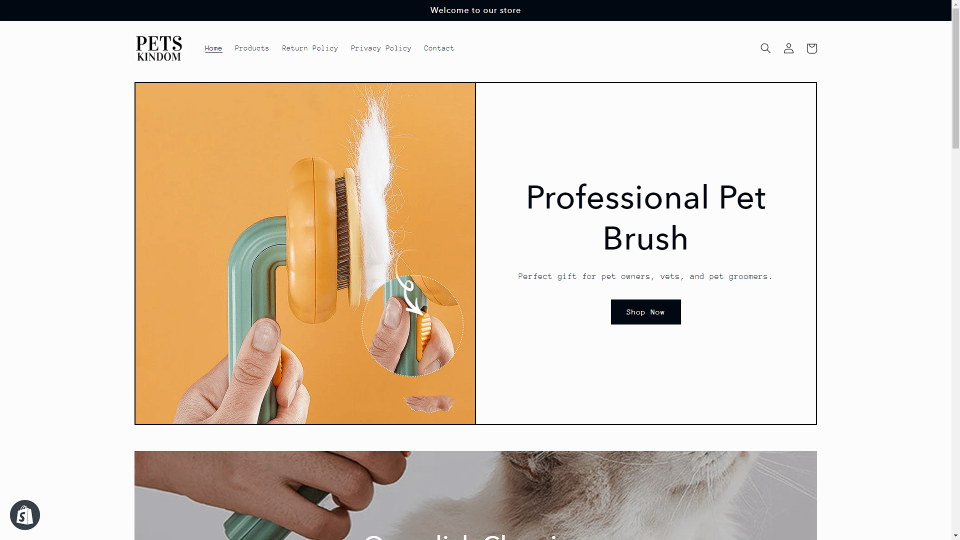 Welcome to our store
PETS
KINDOM
Home
Products
Return Policy
Privacy Policy
Contact
Professional Pet
Brush
Perfect gift for pet owners, vets, and pet groomers.
Shop Now